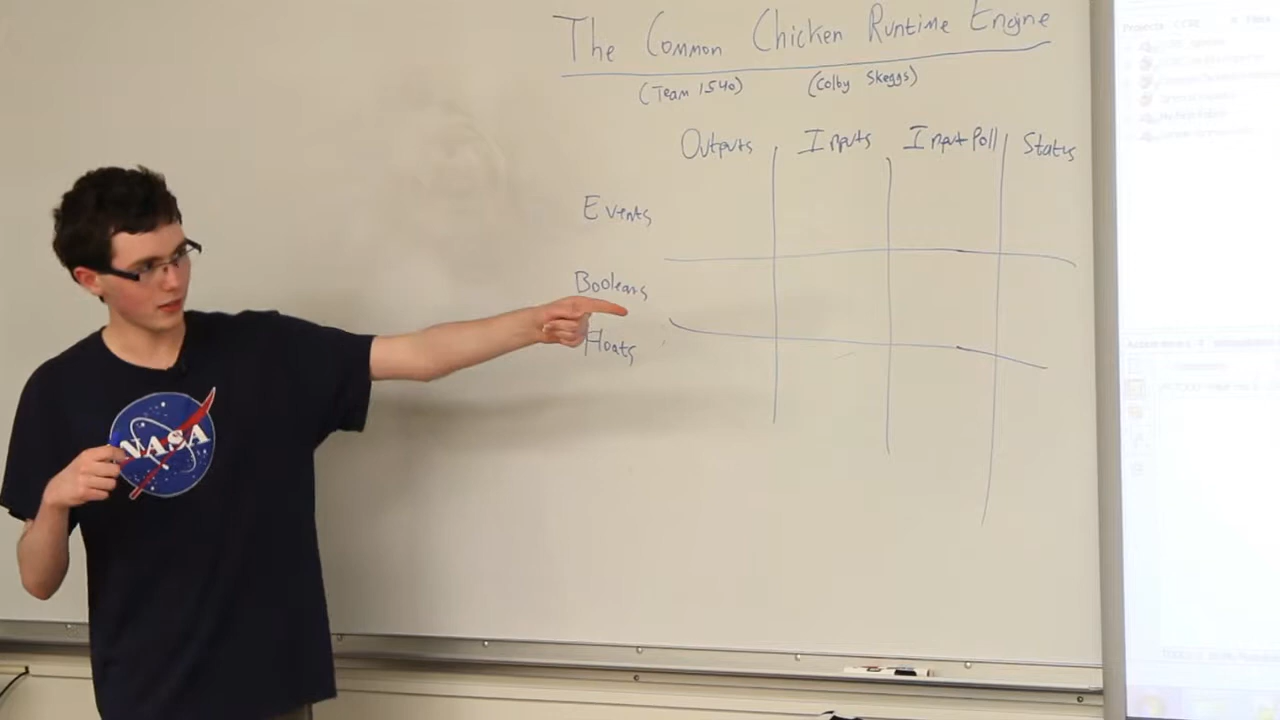 The Common Chicken Runtime Engine
(Team 1540) (Colby Skeggs)
Outputs Inputs Input Poll Status
Events
Booleans
Floats
NASA